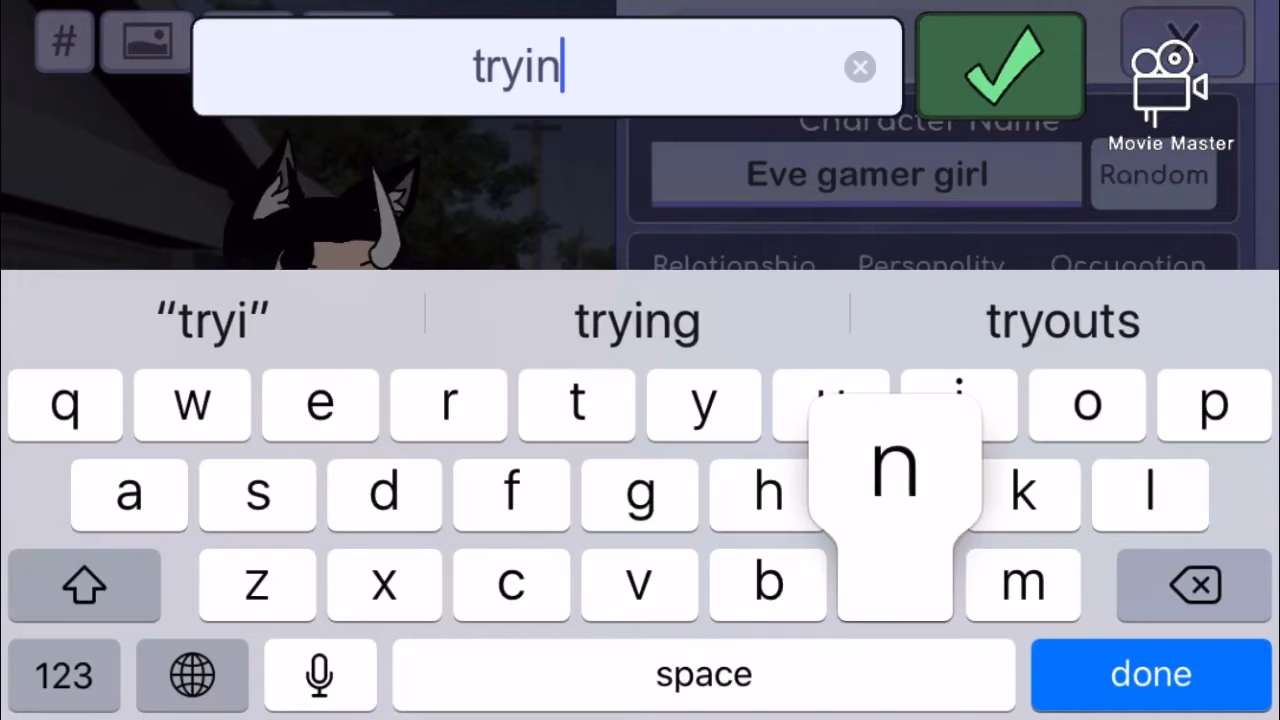 #
tryin
X
Movie Master
Character Name
Eve gamer girl
Random
Relationship Personality Occupation
“tryi” trying tryouts
q w e r t y u i o p
a s d f g h k l
n
z x c v b m
123 space done